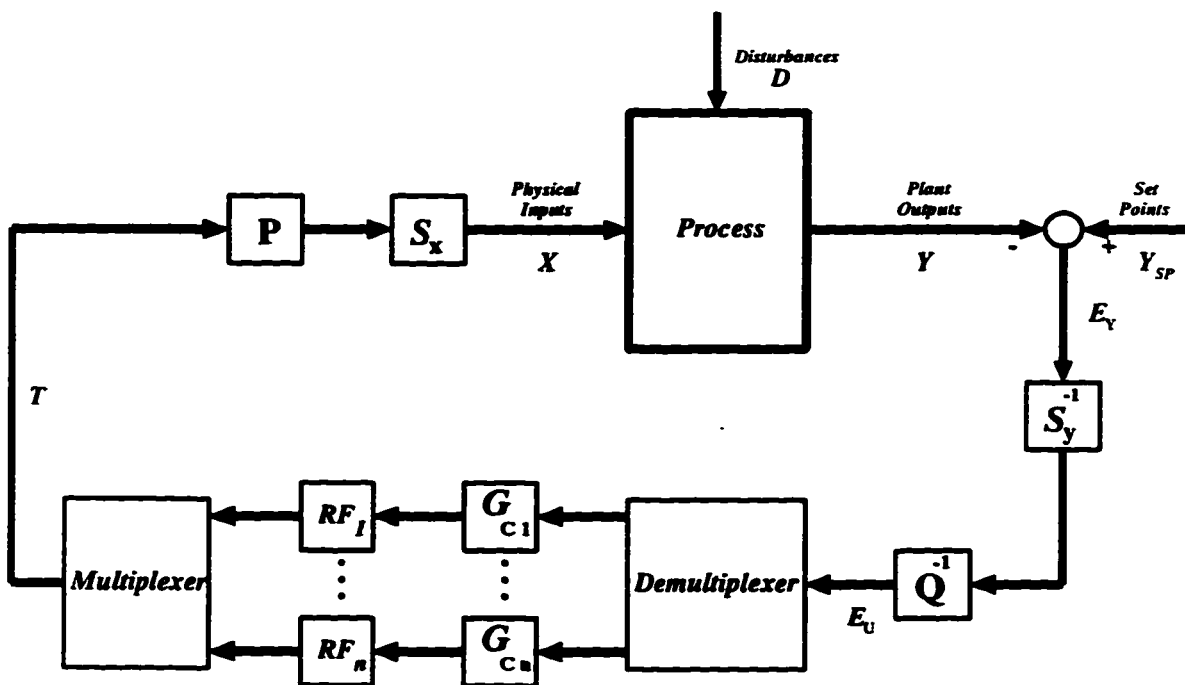 Disturbances
D
Physical
Inputs
Plant
Outputs
Set
Points
P
S_x
Process
X
Y
-
+
Y_SP
E_Y
T
S_y^-1
RF_1
G_C1
Multiplexer
Demultiplexer
Q^-1
E_U
RF_n
G_Cn